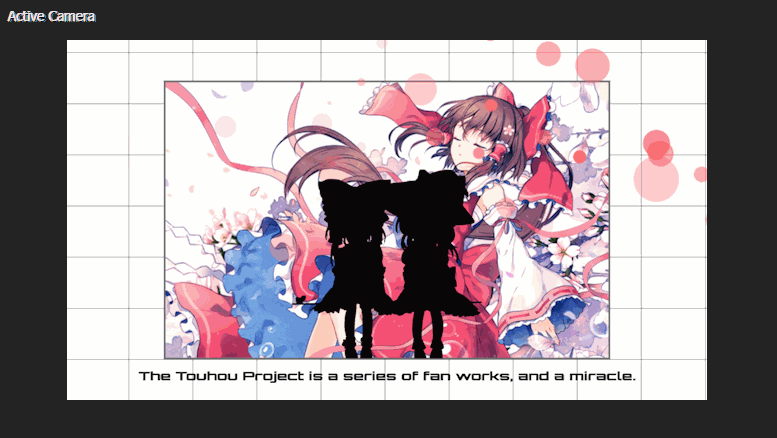 Active Camera
The Touhou Project is a series of fan works, and a miracle.